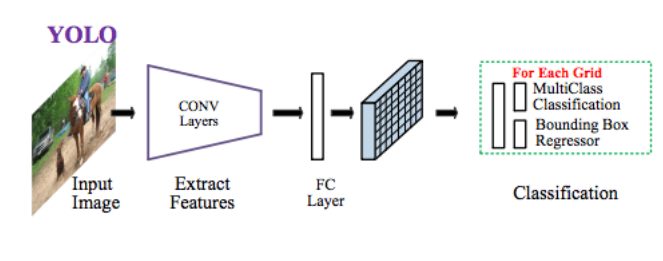 YOLO
For Each Grid
MultiClass
Classification
Bounding Box
Regressor
CONV
Layers
Input
Image
Extract
Features
FC
Layer
Classification